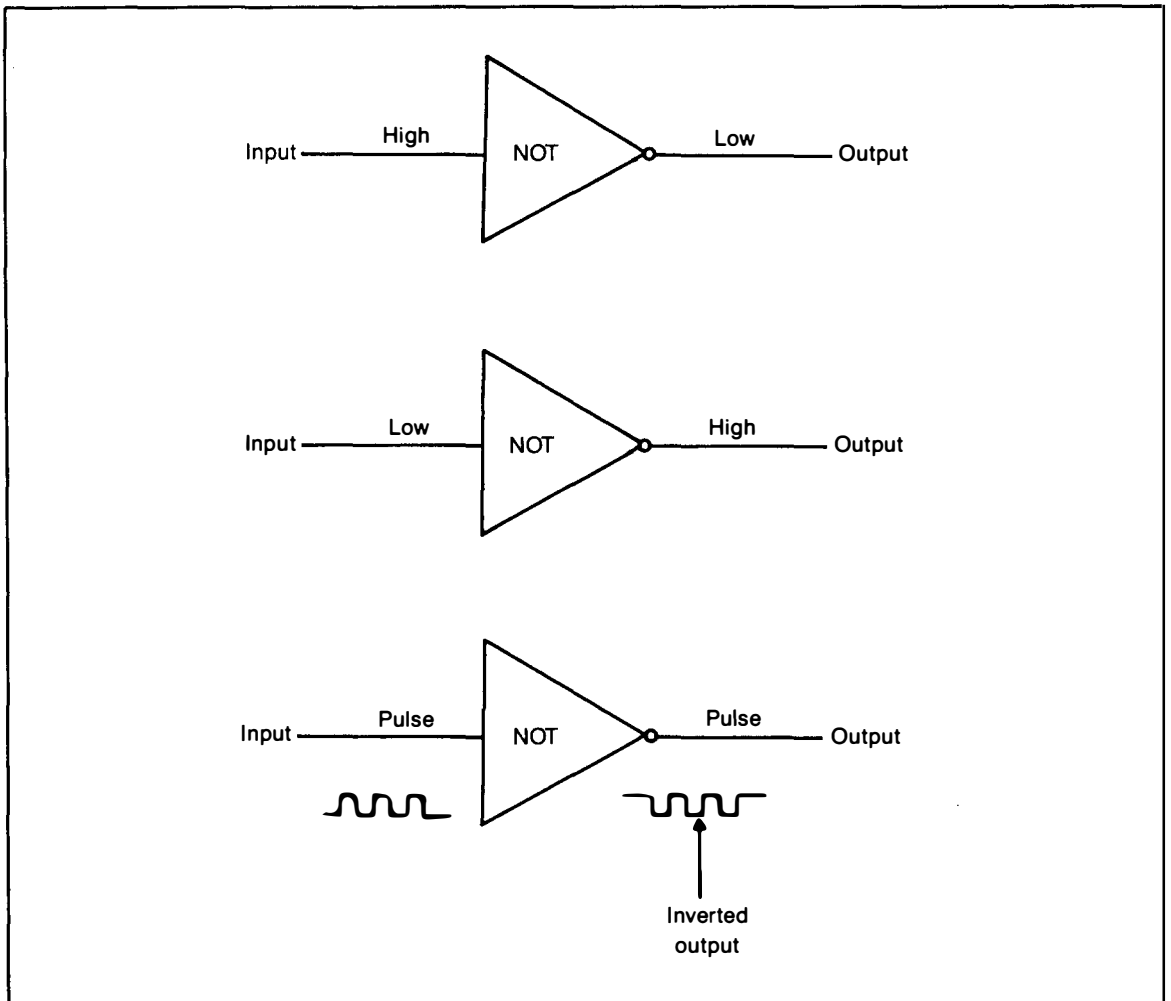 Input High NOT Low Output
Input Low NOT High Output
Input Pulse NOT Pulse Output
Inverted
output